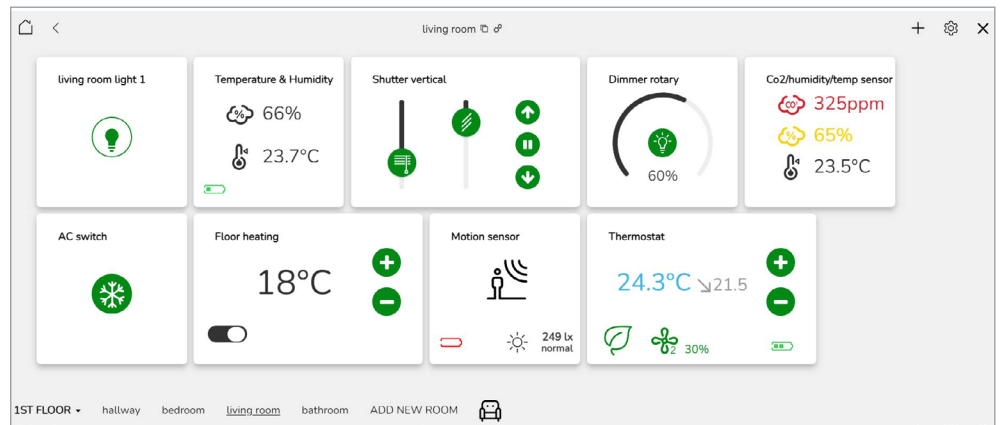 living room
living room light 1
Temperature & Humidity
%
66%
23.7°C
Shutter vertical
Dimmer rotary
60%
Co2/humidity/temp sensor
CO
325ppm
%
65%
23.5°C
AC switch
Floor heating
18°C
Motion sensor
249 lx
normal
Thermostat
24.3°C 21.5
2 30%
1ST FLOOR hallway bedroom living room bathroom ADD NEW ROOM